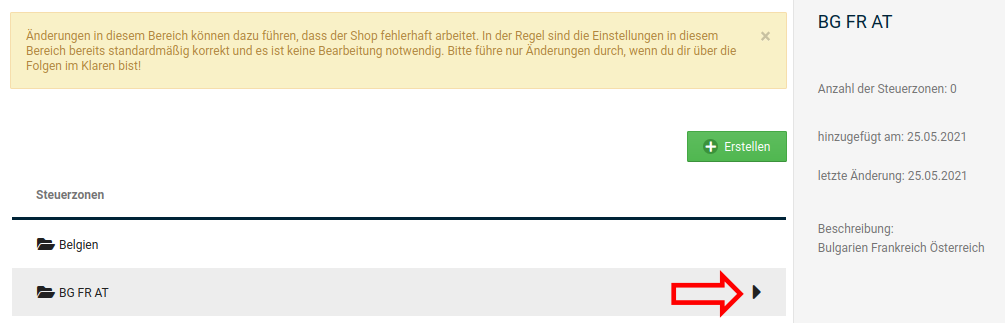 Änderungen in diesem Bereich können dazu führen, dass der Shop fehlerhaft arbeitet. In der Regel sind die Einstellungen in diesem
Bereich bereits standardmäßig korrekt und es ist keine Bearbeitung notwendig. Bitte führe nur Änderungen durch, wenn du dir über die
Folgen im Klaren bist!
×
Erstellen
Steuerzonen
Belgien
BG FR AT
BG FR AT
Anzahl der Steuerzonen: 0
hinzugefügt am: 25.05.2021
letzte Änderung: 25.05.2021
Beschreibung:
Bulgarien Frankreich Österreich